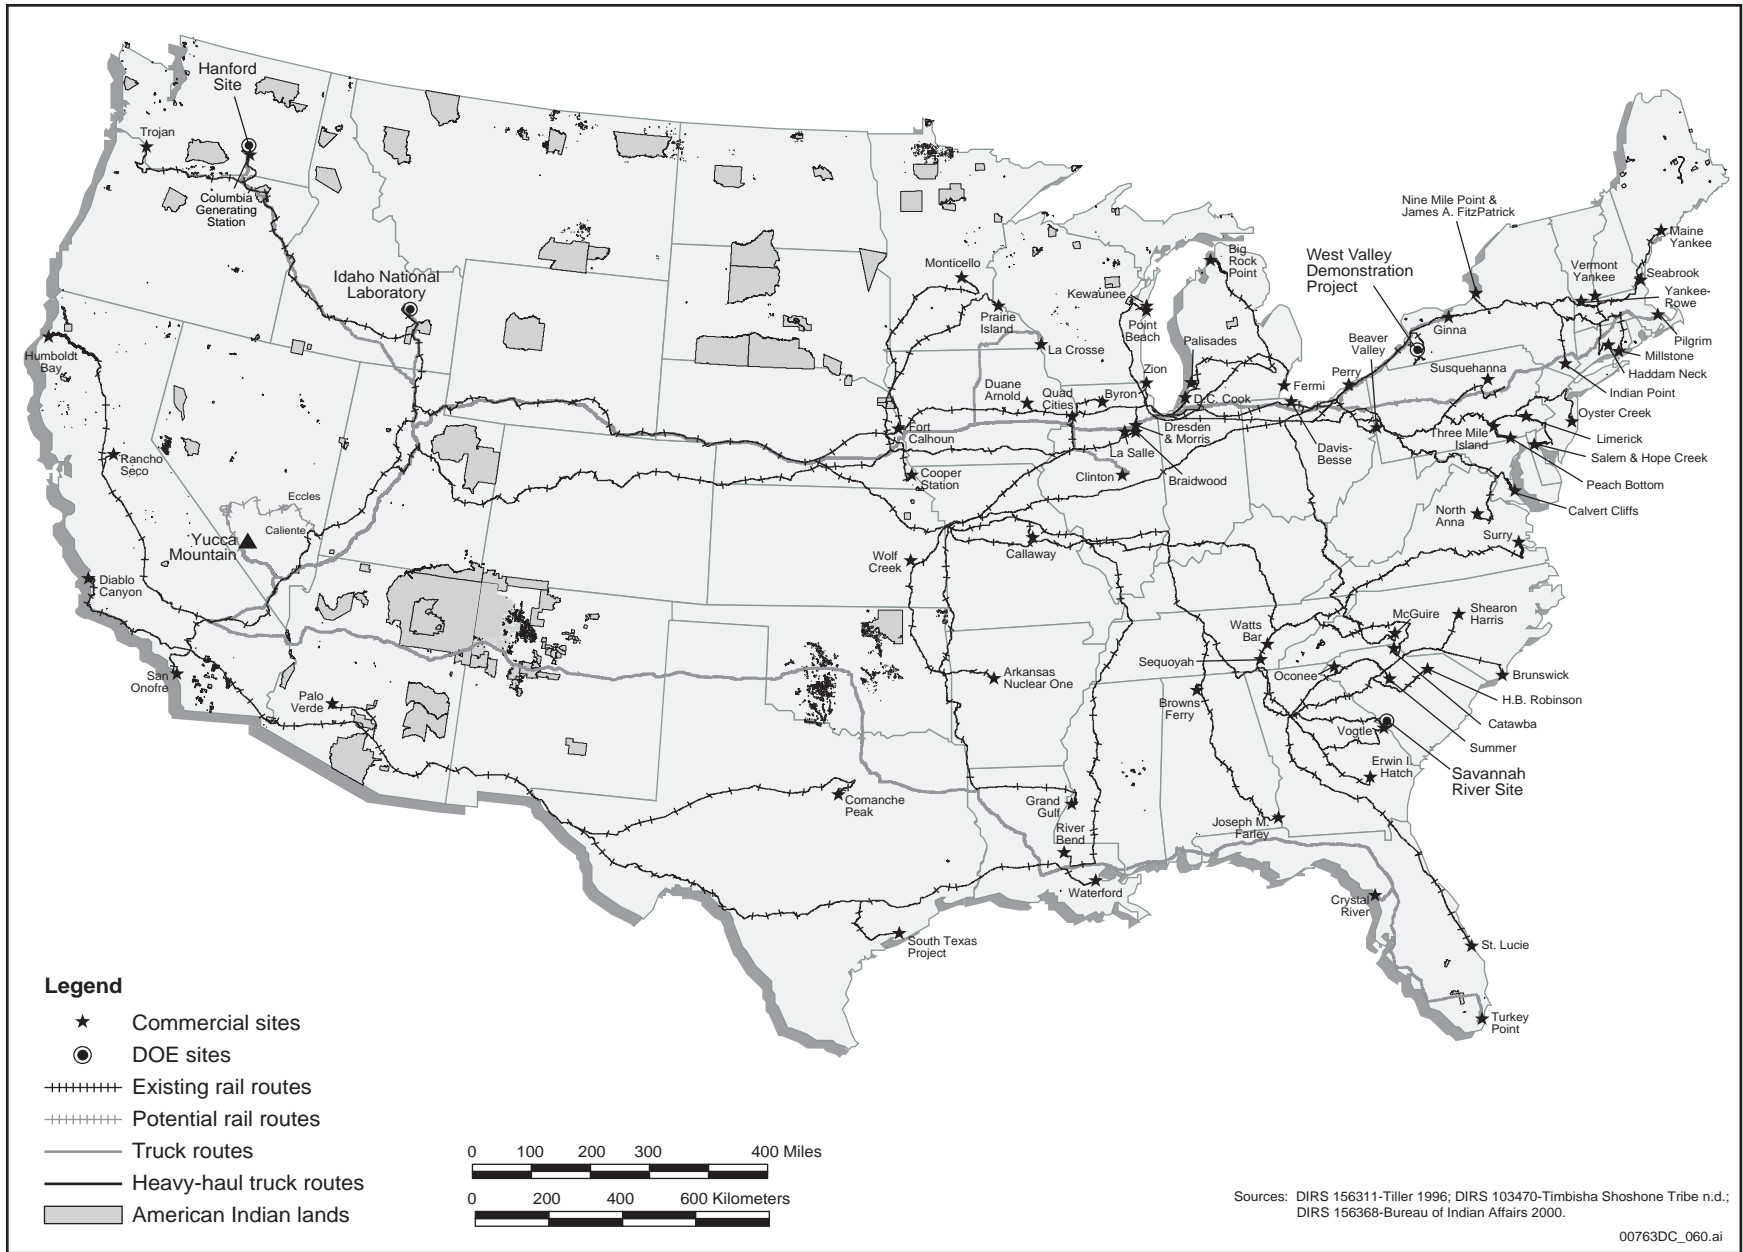 Hanford
Site
Trojan
Columbia
Generating
Station
Idaho National
Laboratory
Humboldt
Bay
Rancho
Seco
Eccles
Caliente
Yucca
Mountain
Diablo
Canyon
San
Onofre
Palo
Verde
Monticello
Prairie
Island
Kewaunee
Point
Beach
Big
Rock
Point
La Crosse
Palisades
Zion
Duane
Arnold
Quad
Cities
Byron
D.C. Cook
Fort
Calhoun
Dresden
& Morris
La Salle
Cooper
Station
Clinton
Braidwood
Wolf
Creek
Callaway
Arkansas
Nuclear One
Comanche
Peak
South Texas
Project
Grand
Gulf
River
Bend
Waterford
Nine Mile Point &
James A. FitzPatrick
West Valley
Demonstration
Project
Maine
Yankee
Vermont
Yankee
Seabrook
Yankee-
Rowe
Ginna
Pilgrim
Beaver
Valley
Millstone
Haddam Neck
Perry
Susquehanna
Fermi
Indian Point
Oyster Creek
Davis-
Besse
Three Mile
Island
Limerick
Salem & Hope Creek
Peach Bottom
Calvert Cliffs
North
Anna
Surry
McGuire
Shearon
Harris
Watts
Bar
Sequoyah
Oconee
Brunswick
H.B. Robinson
Catawba
Summer
Browns
Ferry
Vogtle
Erwin I.
Hatch
Savannah
River Site
Joseph M.
Farley
Crystal
River
St. Lucie
Turkey
Point
Legend
Commercial sites
DOE sites
Existing rail routes
Potential rail routes
Truck routes
Heavy-haul truck routes
American Indian lands
0 100 200 300 400 Miles
0 200 400 600 Kilometers
Sources: DIRS 156311-Tiller 1996; DIRS 103470-Timbisha Shoshone Tribe n.d.;
DIRS 156368-Bureau of Indian Affairs 2000.
00763DC_060.ai